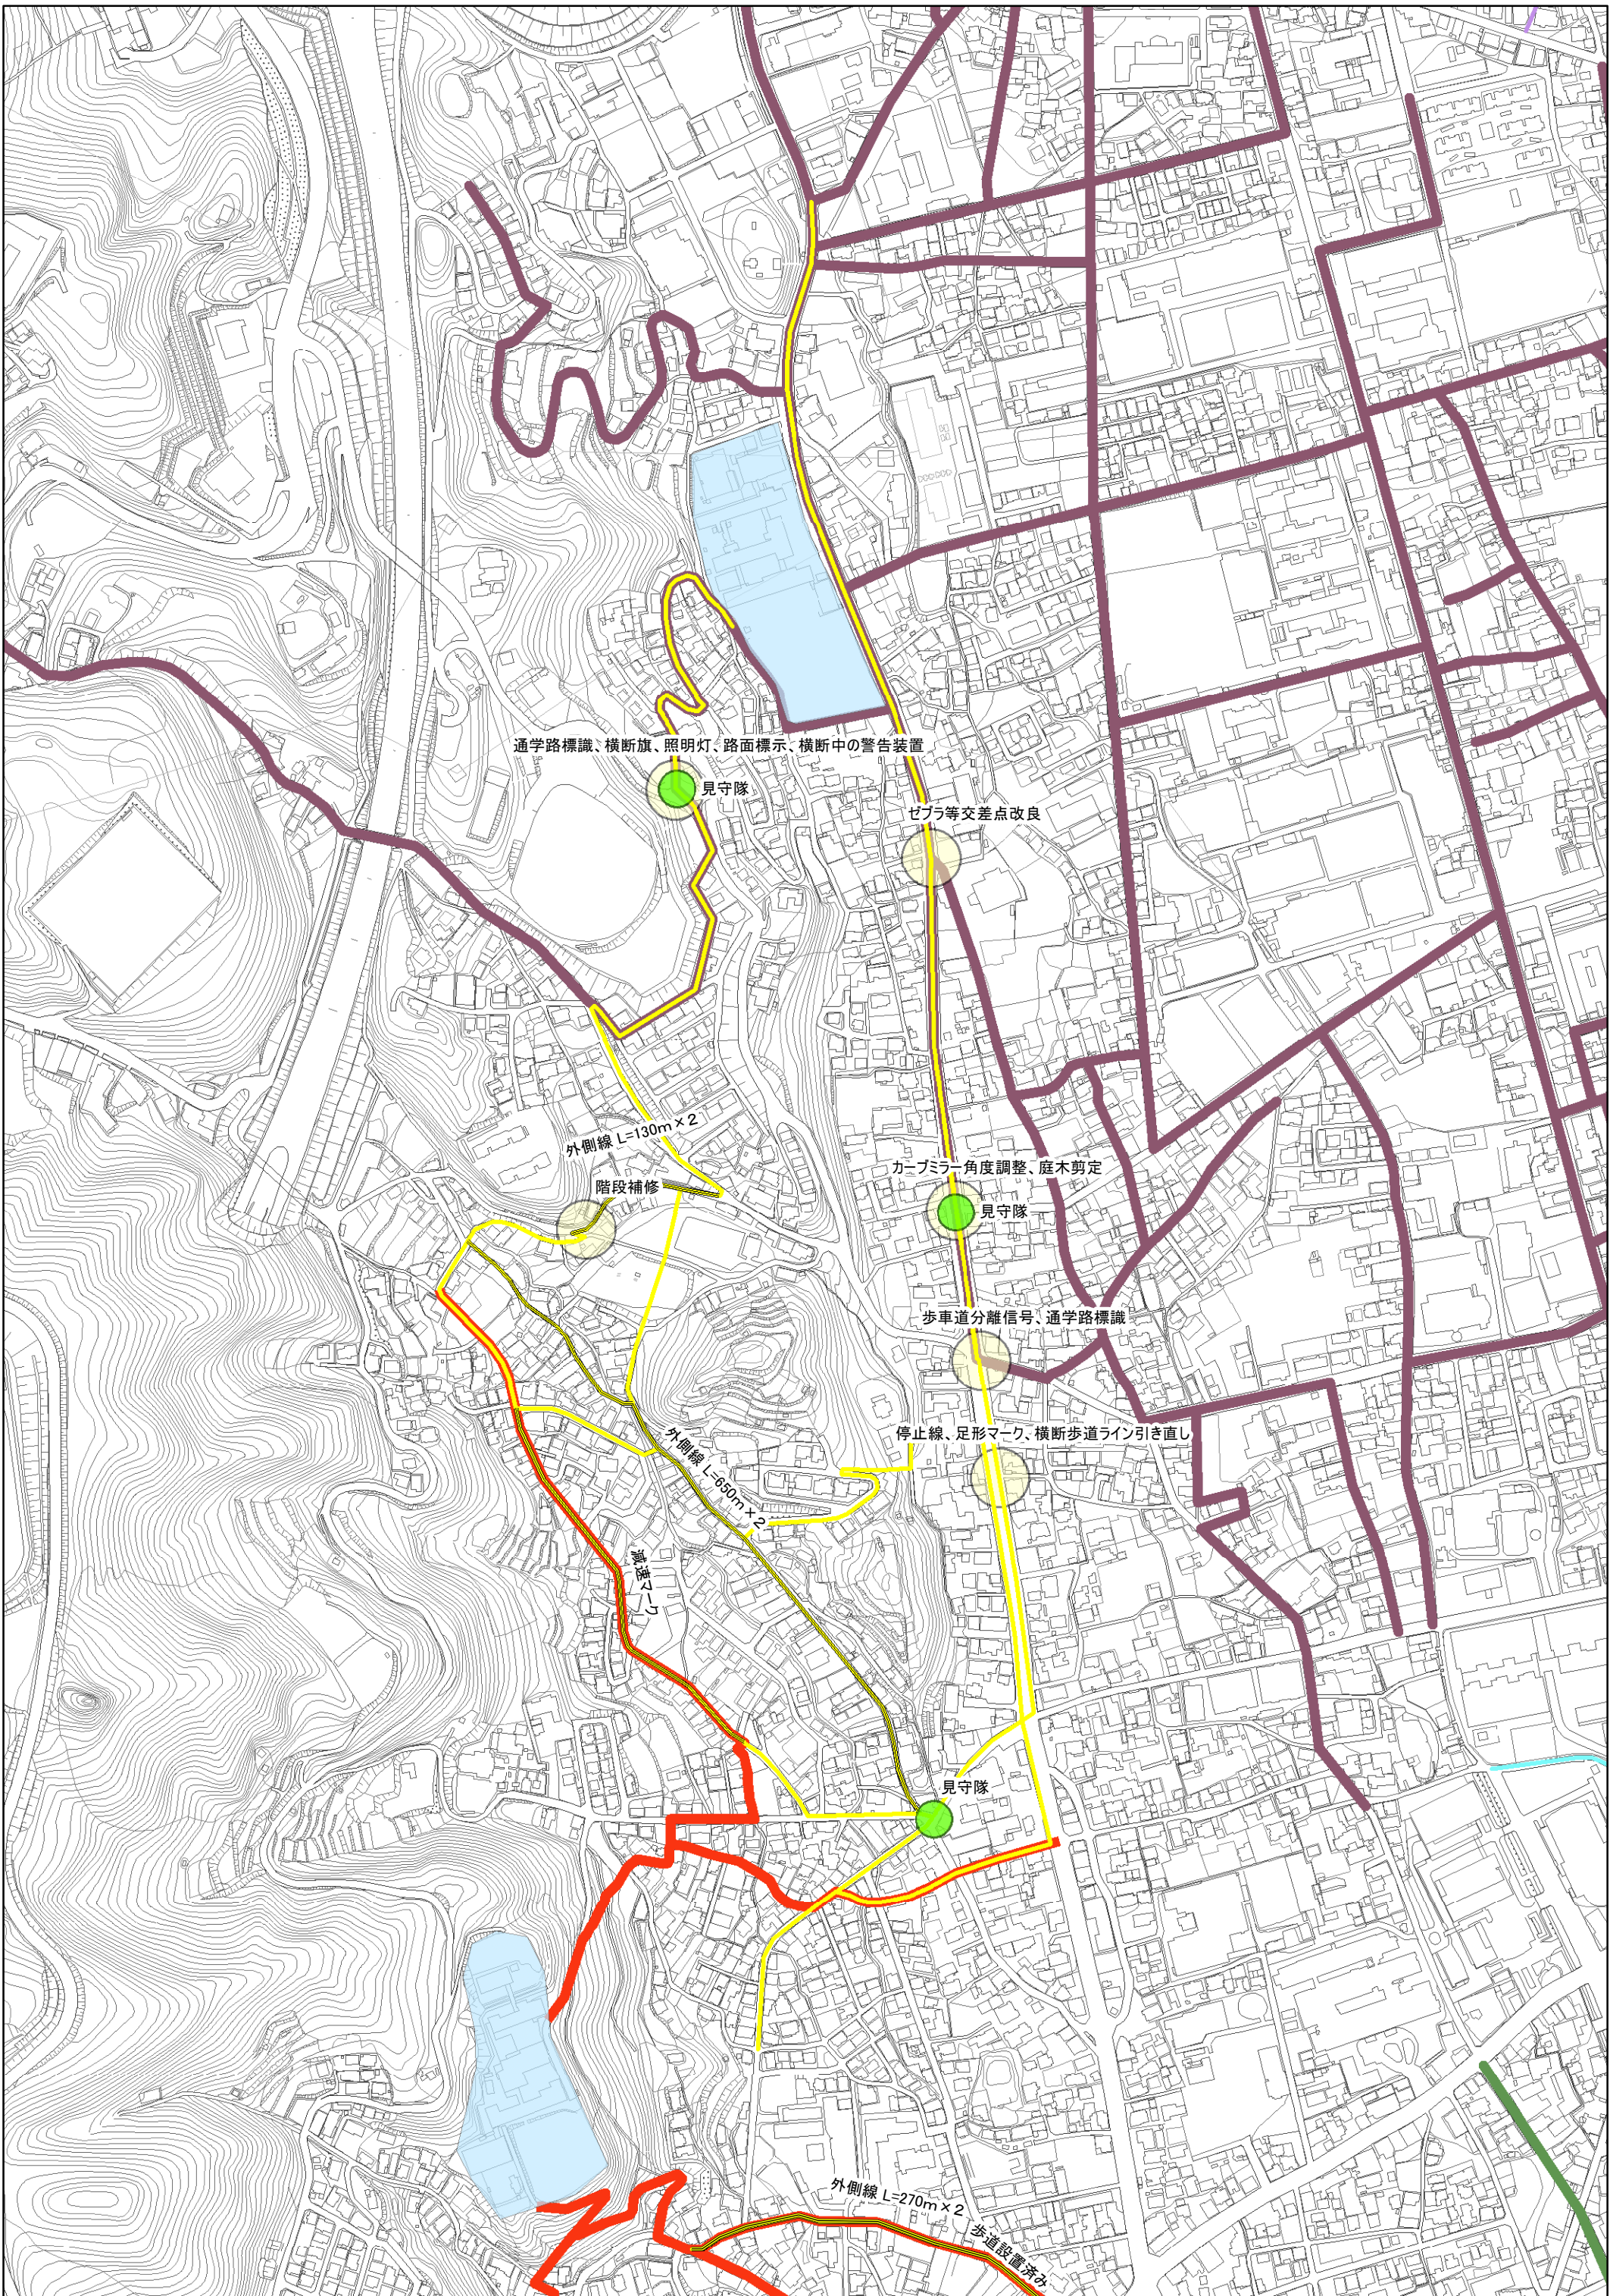 通学路標識、横断旗、照明灯、路面標示、横断中の警告装置
見守隊
ゼブラ等交差点改良
外側線 L=130m×2
カーブミラー角度調整、庭木剪定
階段補修
見守隊
歩車道分離信号、通学路標識
停止線、足形マーク、横断歩道ライン引き直し
外側線 L=650m×2
減速マーク
見守隊
外側線 L=270m×2
歩道設置済み